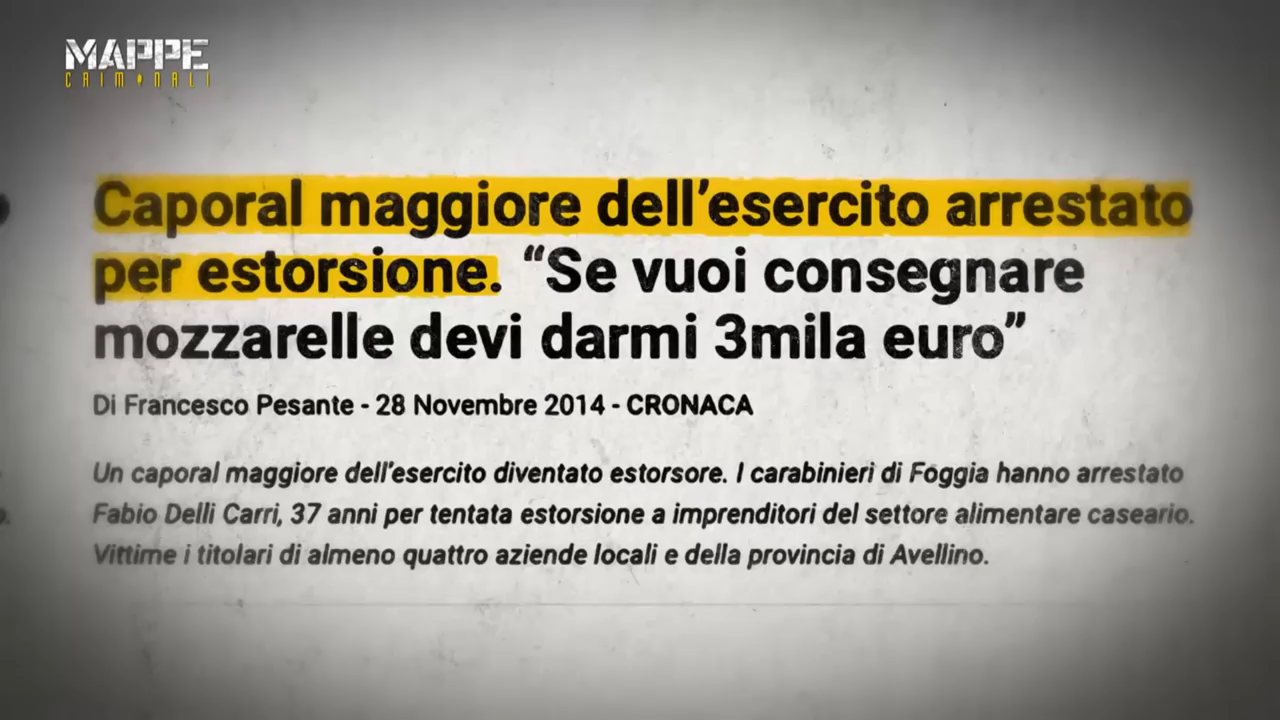 MAPPE
CRIMINALI
Caporal maggiore dell’esercito arrestato
per estorsione. “Se vuoi consegnare
mozzarelle devi darmi 3mila euro”
Di Francesco Pesante - 28 Novembre 2014 - CRONACA
Un caporal maggiore dell’esercito diventato estorsore. I carabinieri di Foggia hanno arrestato
Fabio Delli Carri, 37 anni per tentata estorsione a imprenditori del settore alimentare caseario.
Vittime i titolari di almeno quattro aziende locali e della provincia di Avellino.